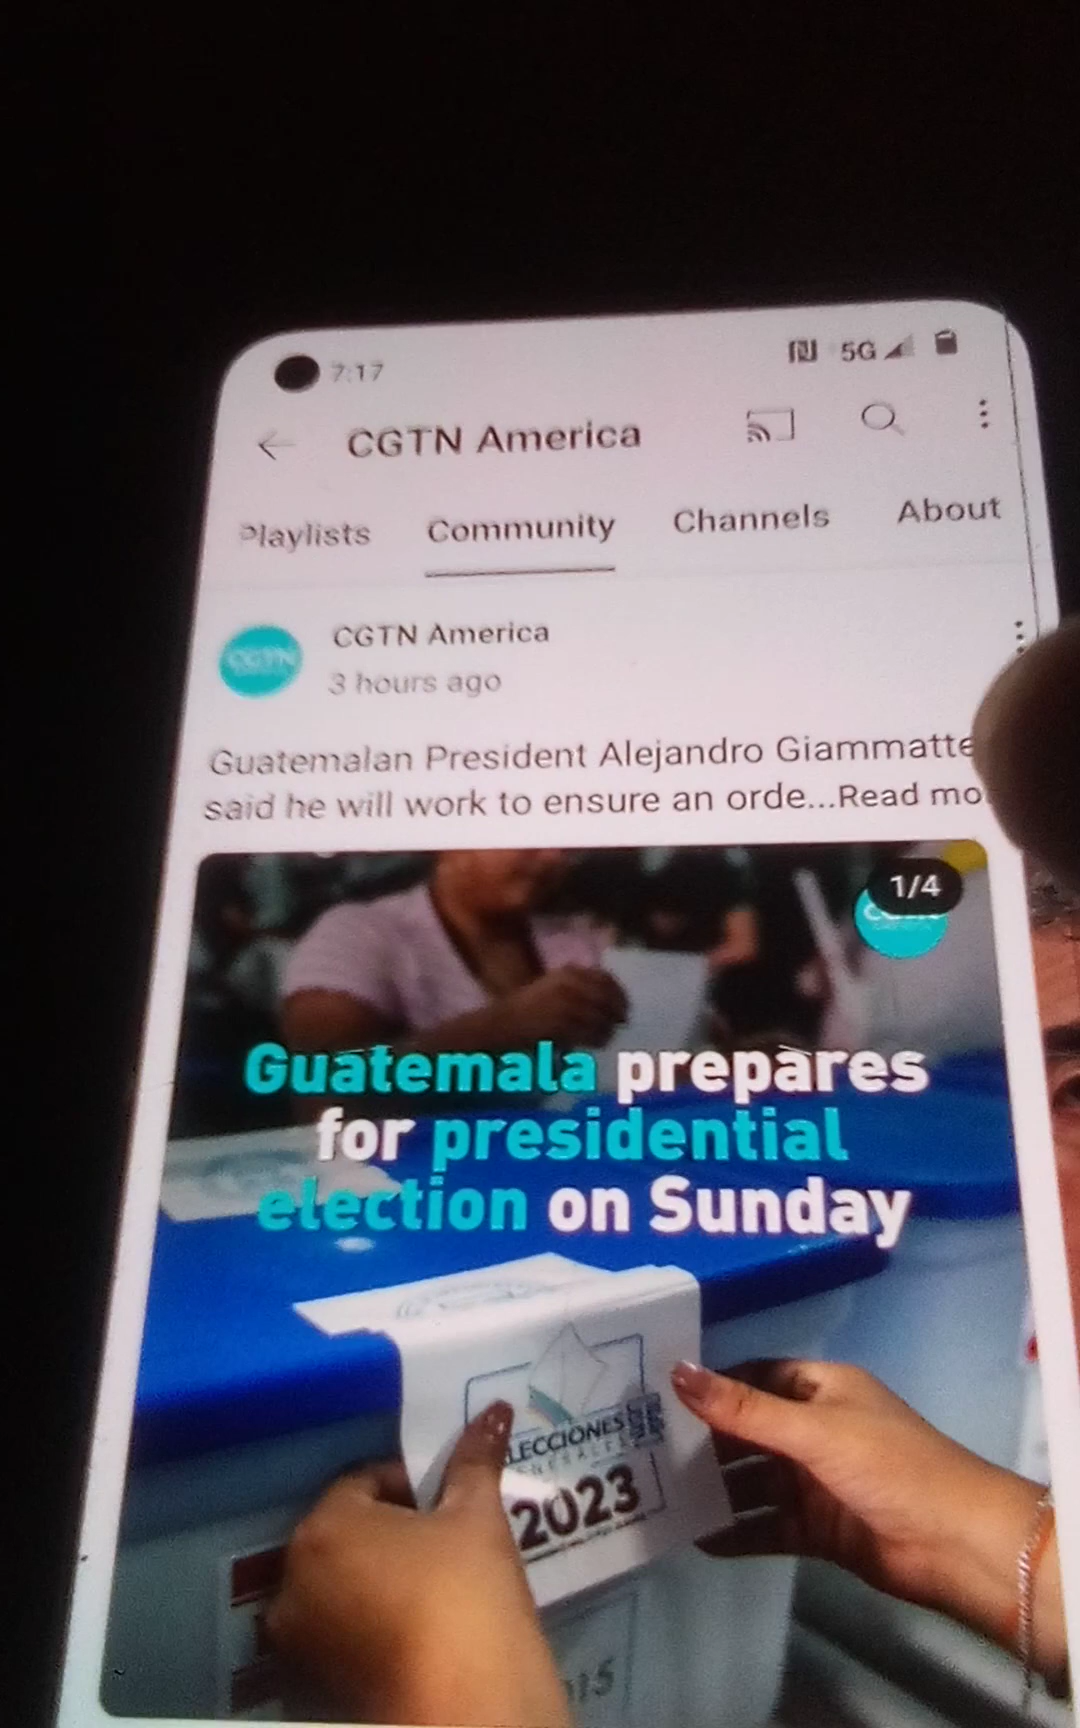 7:17
5G
CGTN America
Playlists Community Channels About
CGTN America
3 hours ago
Guatemalan President Alejandro Giammatte
said he will work to ensure an orde...Read mo
1/4
Guatemala prepares
for presidential
election on Sunday
LECCIONES
2023